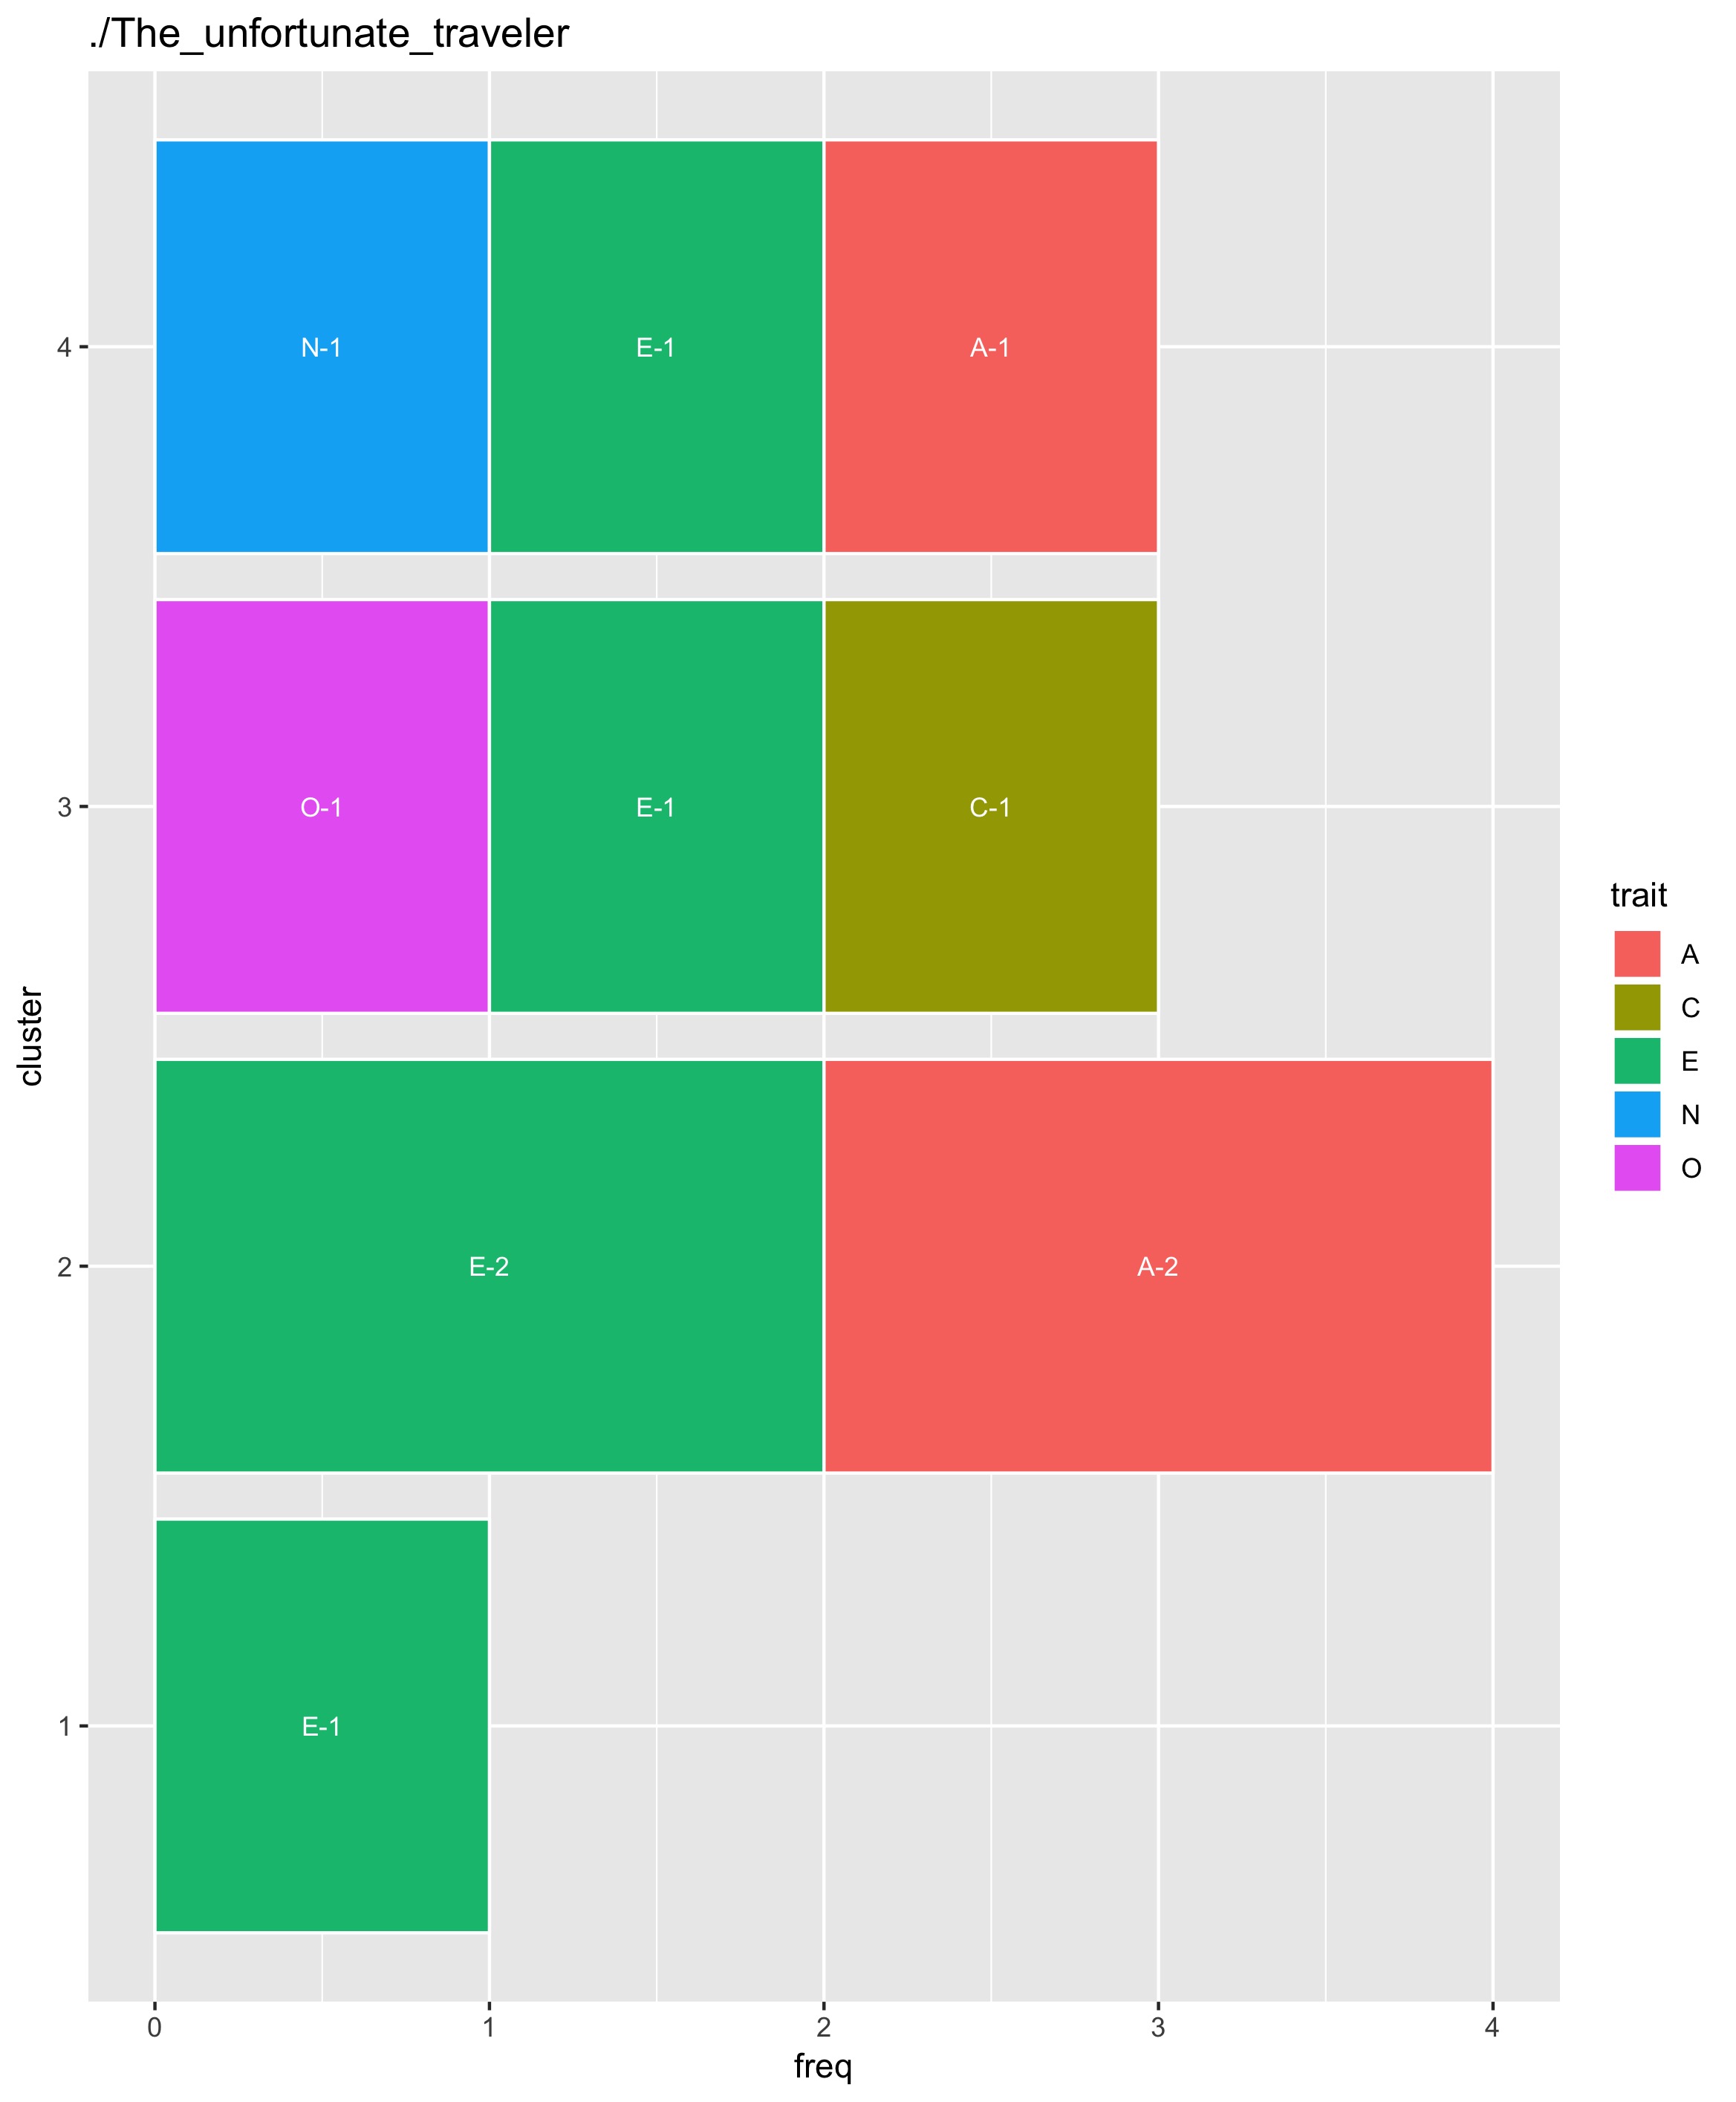 ./The_unfortunate_traveler
4
N-1
E-1
A-1
3
O-1
E-1
C-1
2
E-2
A-2
1
E-1
0
1
2
3
4
freq
cluster
trait
A
C
E
N
O